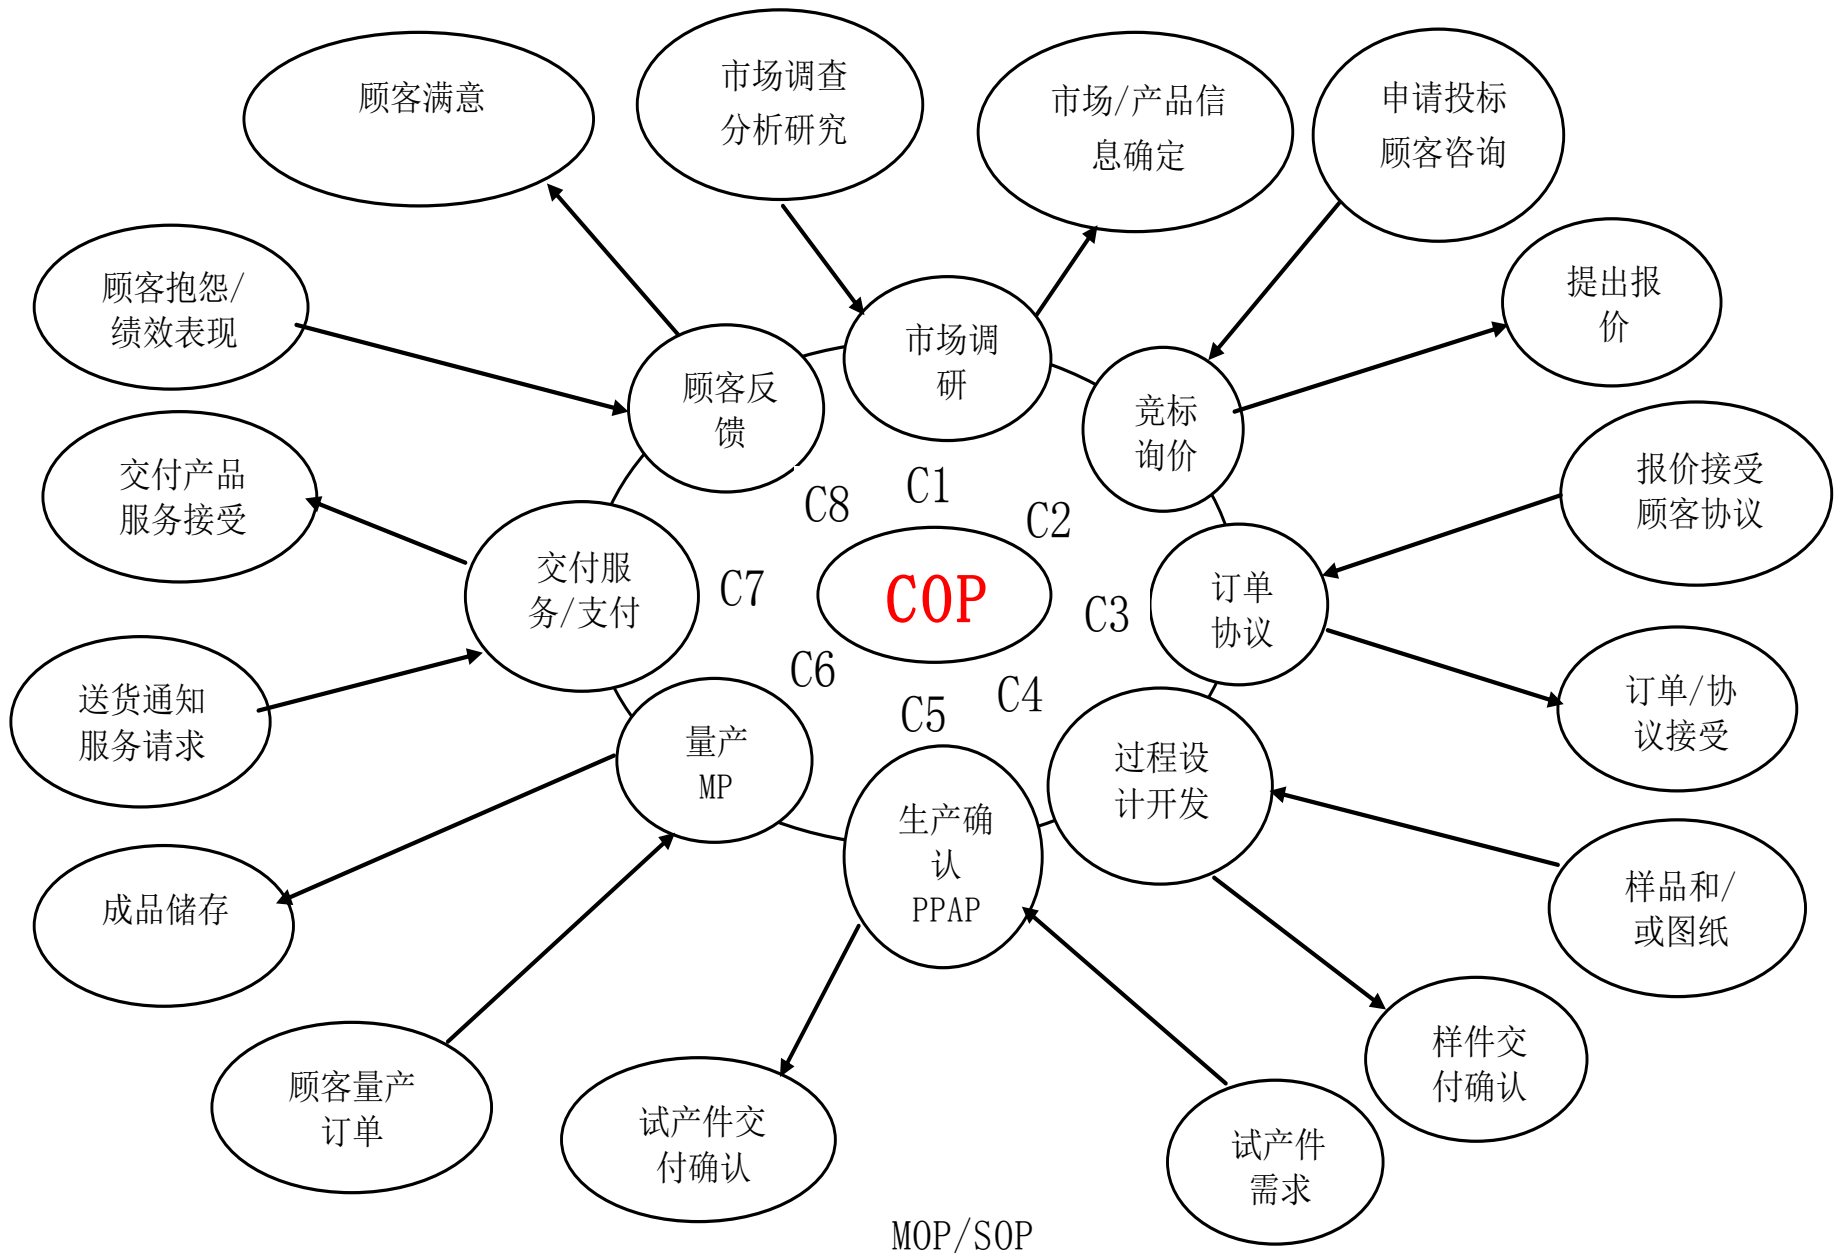 顾客满意
市场调查
分析研究
市场/产品信
息确定
申请投标
顾客咨询
顾客抱怨/
绩效表现
提出报
价
市场调
研
顾客反
馈
竞标
询价
交付产品
服务接受
报价接受
顾客协议
C8
C1
C2
交付服
务/支付
C7
COP
C3
订单
协议
送货通知
服务请求
C6
C5
C4
订单/协
议接受
量产
MP
生产确
认
PPAP
过程设
计开发
成品储存
样品和/
或图纸
顾客量产
订单
试产件交
付确认
样件交
付确认
试产件
需求
MOP/SOP